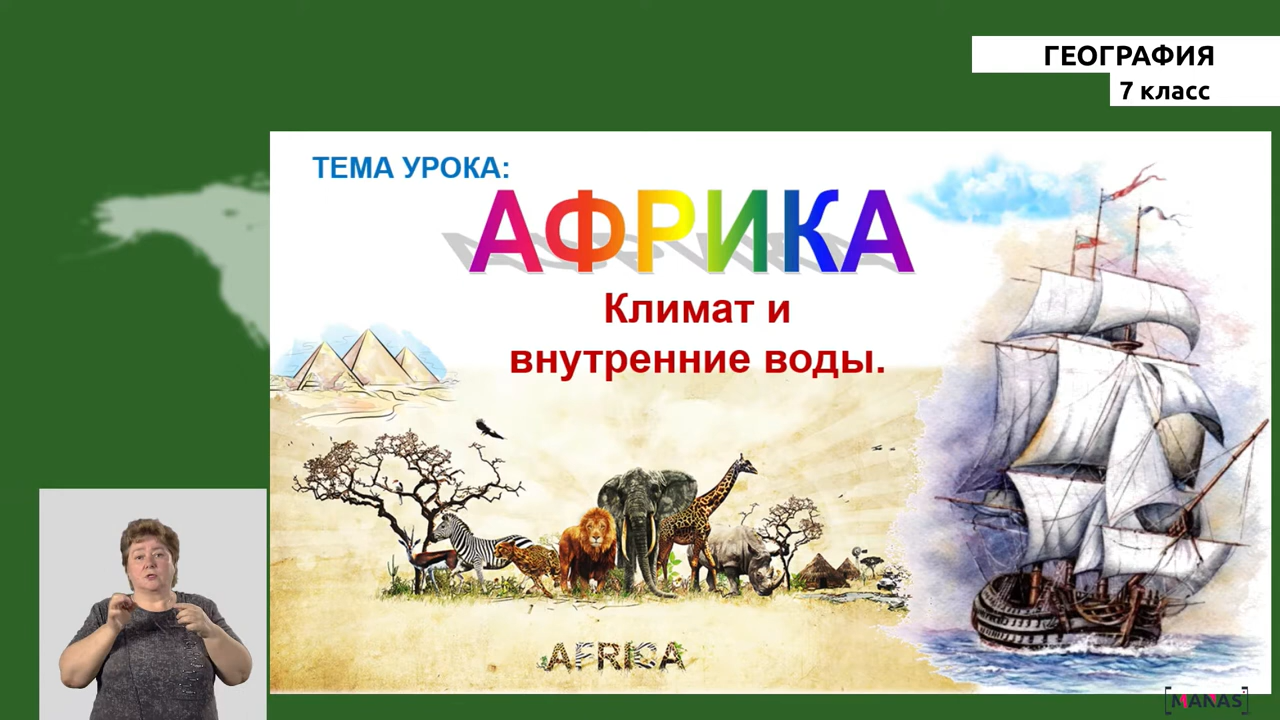 ГЕОГРАФИЯ
7 класс
ТЕМА УРОКА:
АФРИКА
Климат и
внутренние воды.
AFRICA
MANAS